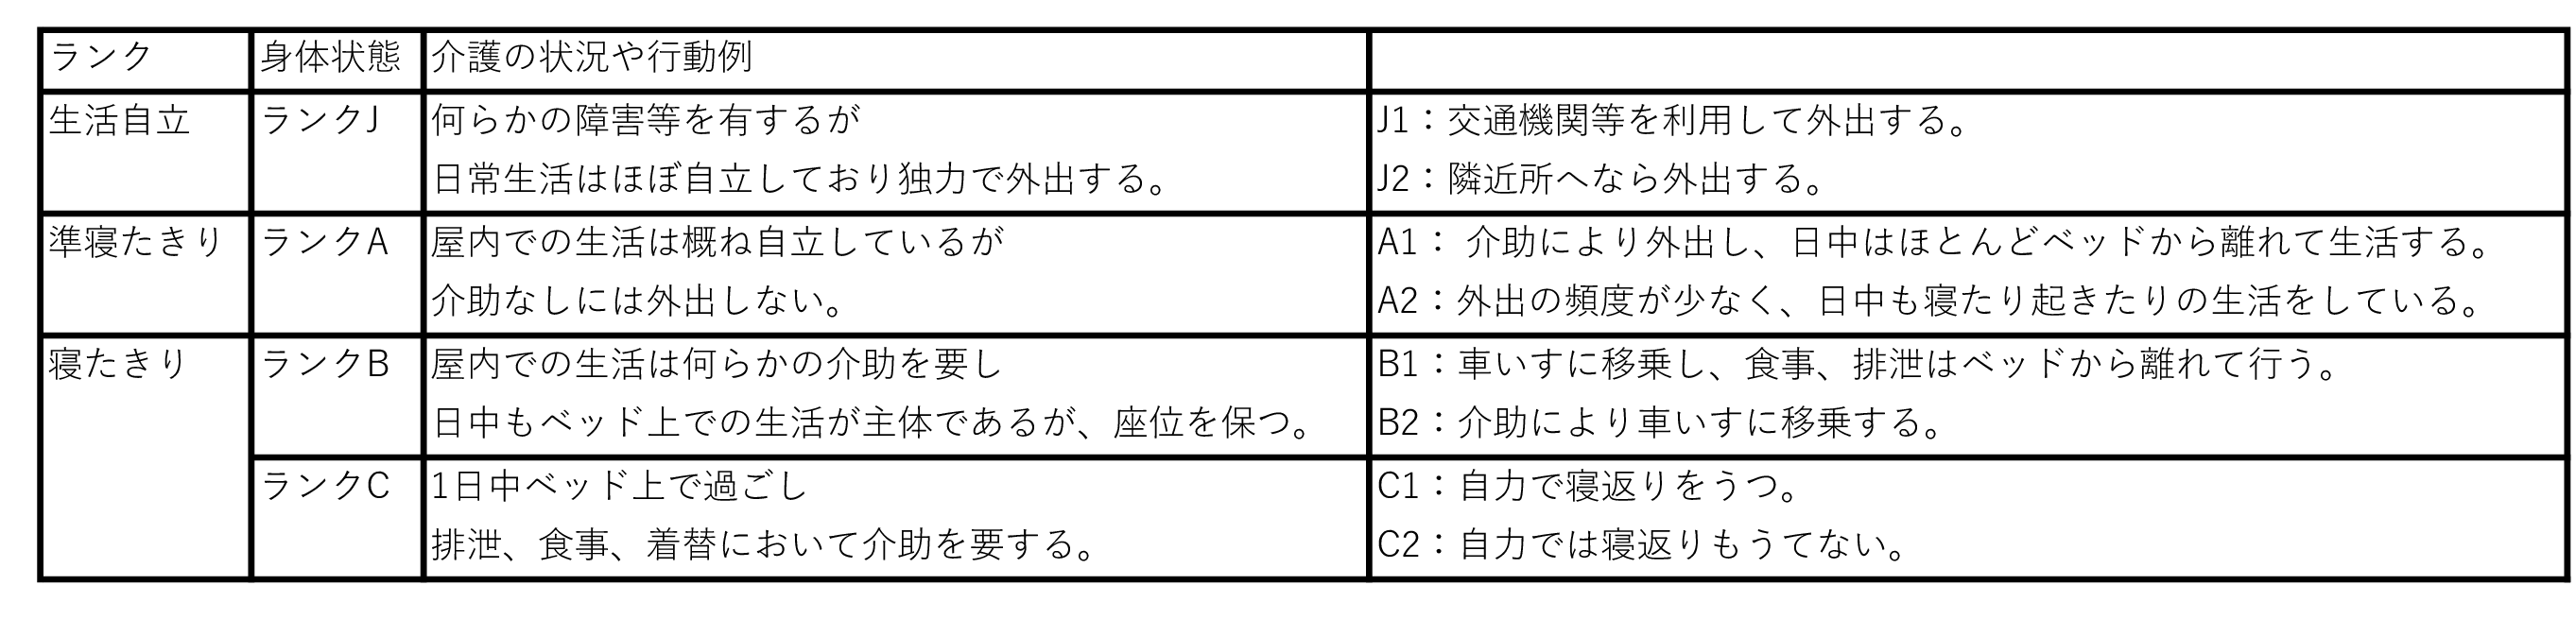 ランク 身体状態 介護の状況や行動例
生活自立 ランクJ 何らかの障害等を有するが J1：交通機関等を利用して外出する。
日常生活はほぼ自立しており独力で外出する。 J2：隣近所へなら外出する。
準寝たきり ランクA 屋内での生活は概ね自立しているが A1： 介助により外出し、日中はほとんどベッドから離れて生活する。
介助なしには外出しない。 A2：外出の頻度が少なく、日中も寝たり起きたりの生活をしている。
寝たきり ランクB 屋内での生活は何らかの介助を要し B1：車いすに移乗し、食事、排泄はベッドから離れて行う。
日中もベッド上での生活が主体であるが、座位を保つ。 B2：介助により車いすに移乗する。
ランクC 1日中ベッド上で過ごし C1：自力で寝返りをうつ。
排泄、食事、着替において介助を要する。 C2：自力では寝返りもうてない。